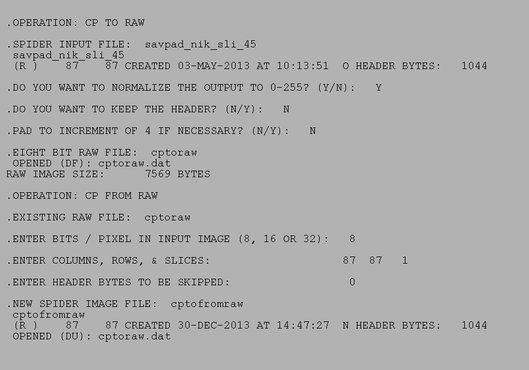 .OPERATION: CP TO RAW
.SPIDER INPUT FILE:  savpad_nik_sli_45
 savpad_nik_sli_45
 (R )    87    87 CREATED 03-MAY-2013 AT 10:13:51  O HEADER BYTES:   1044
.DO YOU WANT TO NORMALIZE THE OUTPUT TO 0-255? (Y/N):   Y
.DO YOU WANT TO KEEP THE HEADER? (N/Y):   N
.PAD TO INCREMENT OF 4 IF NECESSARY? (N/Y):   N
.EIGHT BIT RAW FILE:  cptoraw
 OPENED (DF): cptoraw.dat
RAW IMAGE SIZE:      7569 BYTES
.OPERATION: CP FROM RAW
.EXISTING RAW FILE:  cptoraw
.ENTER BITS / PIXEL IN INPUT IMAGE (8, 16 OR 32):   8
.ENTER COLUMNS, ROWS, & SLICES:                   87  87   1
.ENTER HEADER BYTES TO BE SKIPPED:                 0
.NEW SPIDER IMAGE FILE:  cptofromraw
 cptofromraw
 (R )    87    87 CREATED 30-DEC-2013 AT 14:47:27  N HEADER BYTES:   1044
 OPENED (DU): cptoraw.dat